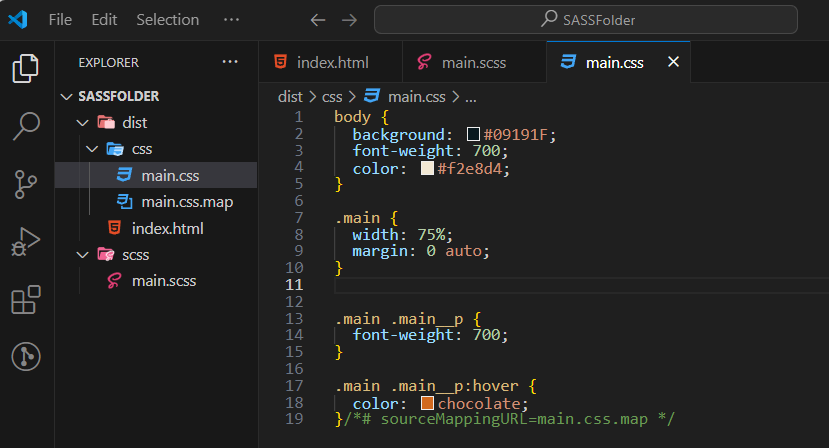 File Edit Selection ··· SASSFolder
EXPLORER ···
SASSFOLDER
dist
css
main.css
main.css.map
index.html
scss
main.scss
index.html main.scss main.css
dist > css > main.css > ...
1 body {
2   background: #09191F;
3   font-weight: 700;
4   color: #f2e8d4;
5 }
6
7 .main {
8   width: 75%;
9   margin: 0 auto;
10 }
11
12
13 .main .main__p {
14   font-weight: 700;
15 }
16
17 .main .main__p:hover {
18   color: chocolate;
19 }/*# sourceMappingURL=main.css.map */